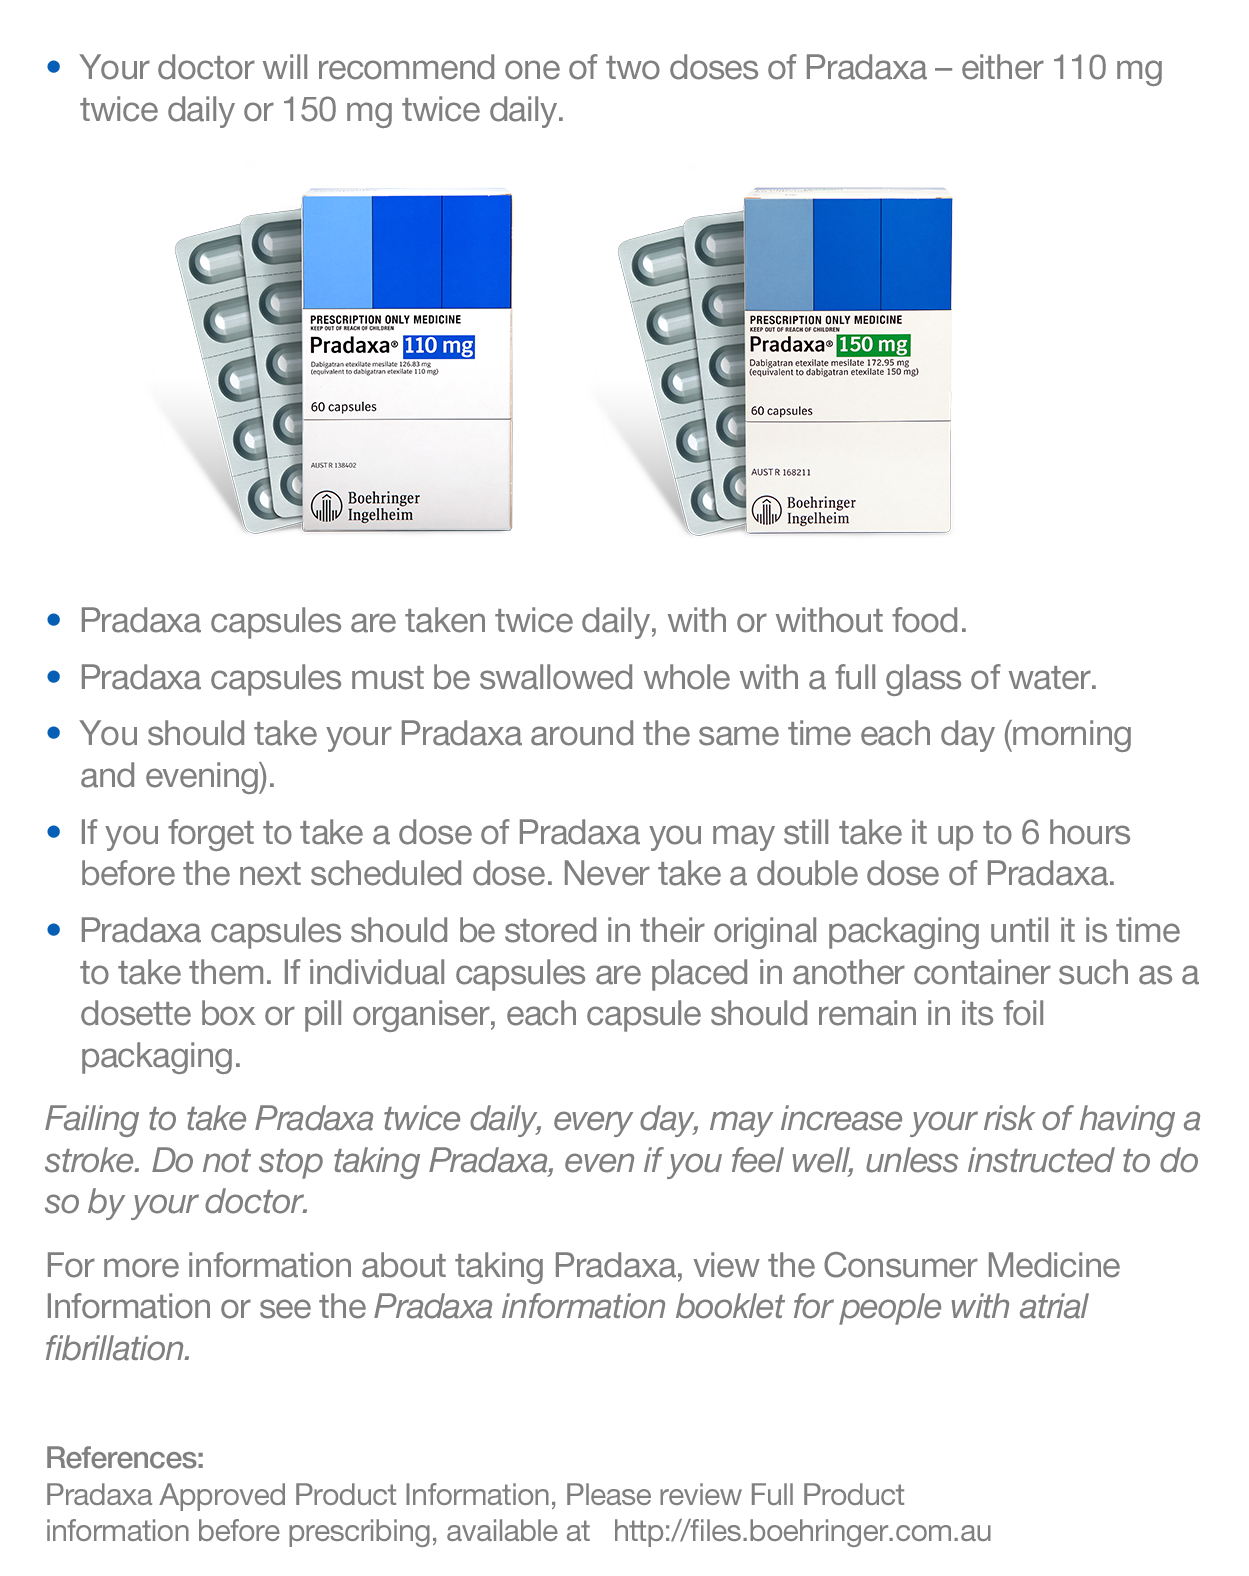 • Your doctor will recommend one of two doses of Pradaxa – either 110 mg
twice daily or 150 mg twice daily.
PRESCRIPTION ONLY MEDICINE
KEEP OUT OF REACH OF CHILDREN
Pradaxa® 110 mg
Dabigatran etexilate mesilate 126.83 mg
(equivalent to dabigatran etexilate 110 mg)
60 capsules
AUST R 138402
Boehringer
Ingelheim
PRESCRIPTION ONLY MEDICINE
KEEP OUT OF REACH OF CHILDREN
Pradaxa® 150 mg
Dabigatran etexilate mesilate 172.95 mg
(equivalent to dabigatran etexilate 150 mg)
60 capsules
AUST R 168211
Boehringer
Ingelheim
• Pradaxa capsules are taken twice daily, with or without food.
• Pradaxa capsules must be swallowed whole with a full glass of water.
• You should take your Pradaxa around the same time each day (morning
and evening).
• If you forget to take a dose of Pradaxa you may still take it up to 6 hours
before the next scheduled dose. Never take a double dose of Pradaxa.
• Pradaxa capsules should be stored in their original packaging until it is time
to take them. If individual capsules are placed in another container such as a
dosette box or pill organiser, each capsule should remain in its foil
packaging.
Failing to take Pradaxa twice daily, every day, may increase your risk of having a
stroke. Do not stop taking Pradaxa, even if you feel well, unless instructed to do
so by your doctor.
For more information about taking Pradaxa, view the Consumer Medicine
Information or see the Pradaxa information booklet for people with atrial
fibrillation.
References:
Pradaxa Approved Product Information, Please review Full Product
information before prescribing, available at http://files.boehringer.com.au